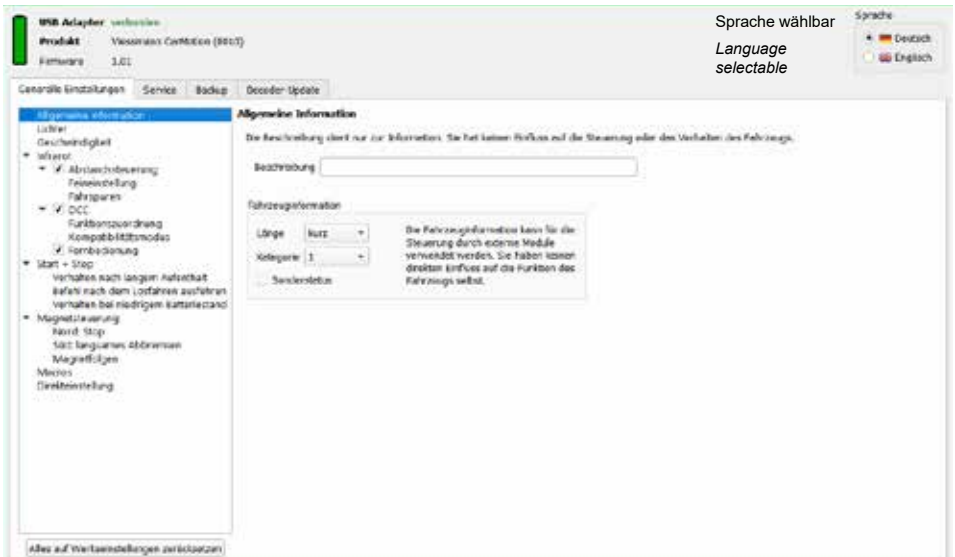 USB Adapter verbunden
Produkt Viessmann CarMotion (8013)
Firmware 1.01
Sprache wählbar
Language
selectable
Sprache
Deutsch
Englisch
Generelle Einstellungen Service Backup Decoder Update
Allgemeine Information
Lichter
Geschwindigkeit
Infrarot
Abstandssteuerung
Feineinstellung
Fahrspuren
DCC
Funktionszuordnung
Kompatibilitätsmodus
Fernbedienung
Start + Stop
Verhalten nach langem Aufenthalt
Befehl nach dem Losfahren ausführen
Verhalten bei niedrigem Batteriestand
Magnetsteuerung
Nord: Stop
Süd: langsames Abbremsen
Magnetfolgen
Macros
Direkteinstellung
Alles auf Werkseinstellungen zurücksetzen
Allgemeine Information
Die Beschreibung dient nur zur Information. Sie hat keinen Einfluss auf die Steuerung oder das Verhalten des Fahrzeugs.
Beschreibung
Fahrzeuginformation
Länge kurz
Kategorie 1
Sonderstatus
Die Fahrzeuginformation kann für die
Steuerung durch externe Module
verwendet werden. Sie haben keinen
direkten Einfluss auf die Funktion des
Fahrzeugs selbst.